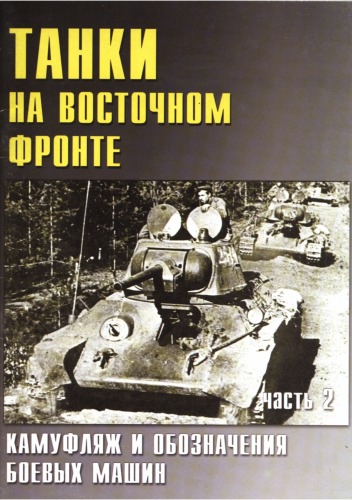 ТАНКИ
НА ВОСТОЧНОМ
ФРОНТЕ
часть 2
КАМУФЛЯЖ И ОБОЗНАЧЕНИЯ
БОЕВЫХ МАШИН